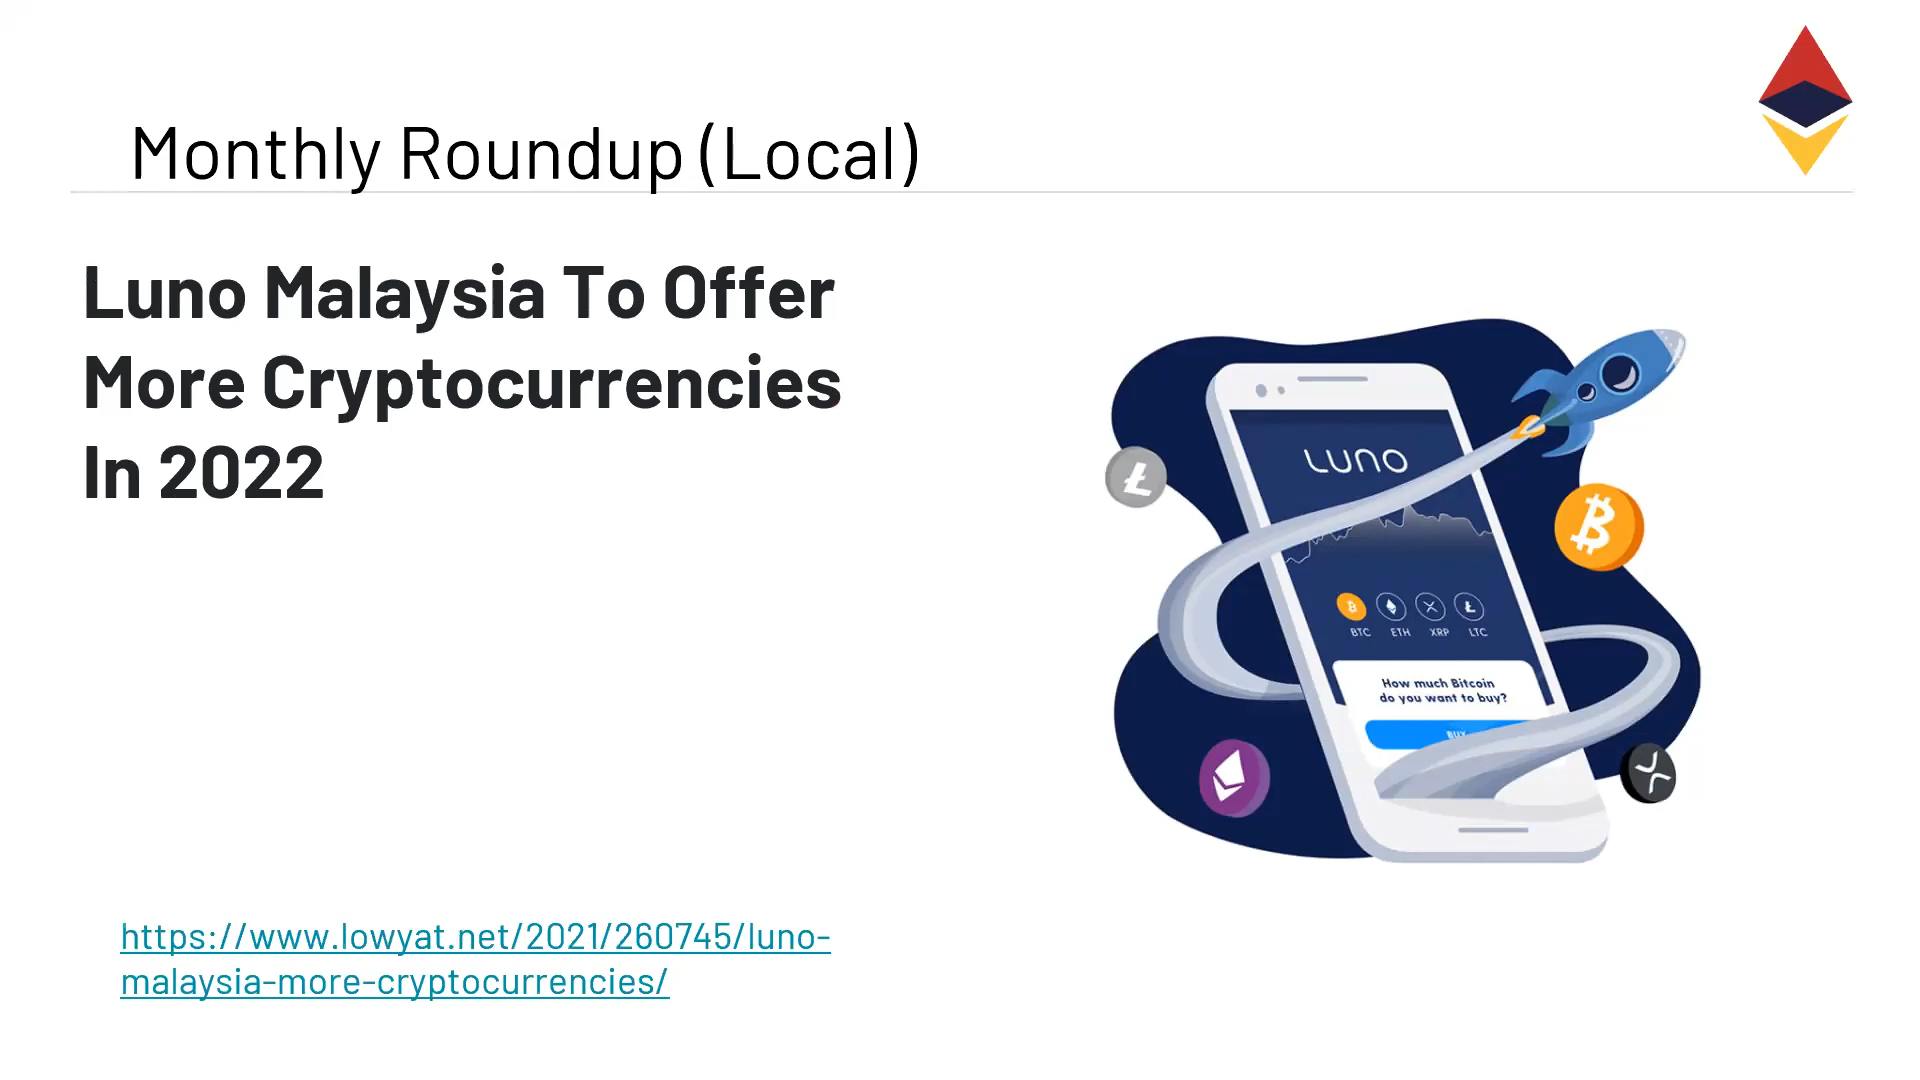 Monthly Roundup (Local)
Luno Malaysia To Offer
More Cryptocurrencies
In 2022
LUNO
BTC ETH XRP LTC
How much Bitcoin
do you want to buy?
BUY
https://www.lowyat.net/2021/260745/luno-
malaysia-more-cryptocurrencies/